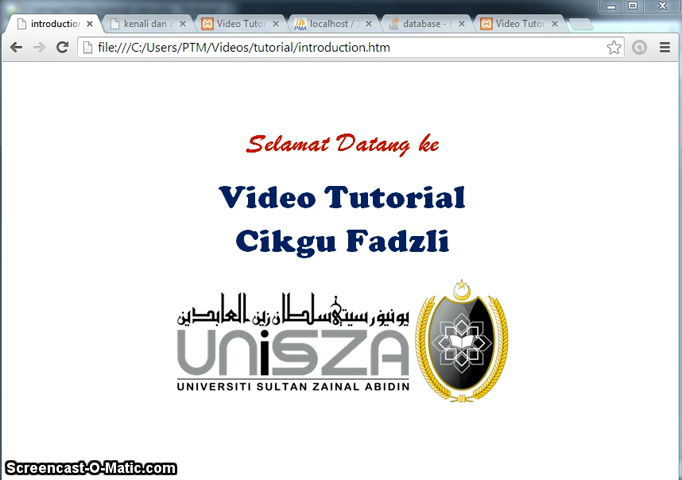 introduction
kenali dan c
Video Tutor
localhost /
database -
Video Tutor
file:///C:/Users/PTM/Videos/tutorial/introduction.htm
Selamat Datang ke
Video Tutorial
Cikgu Fadzli
يونيۏرسيتي سلطان زين العابدين
UNiSZA
UNIVERSITI SULTAN ZAINAL ABIDIN
Screencast-O-Matic.com